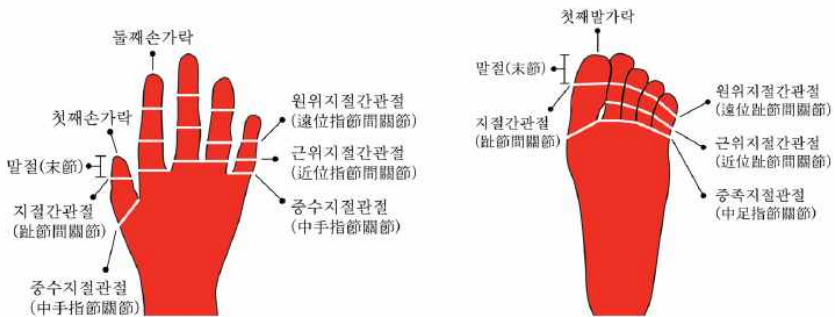 둘째손가락
첫째손가락
말절(末節)
지절간관절
(趾節間關節)
중수지절관절
(中手指節關節)
원위지절간관절
(遠位指節間關節)
근위지절간관절
(近位指節間關節)
중수지절관절
(中手指節關節)
첫째발가락
말절(末節)
지절간관절
(趾節間關節)
원위지절간관절
(遠位趾節間關節)
근위지절간관절
(近位趾節間關節)
중족지절관절
(中足指節關節)